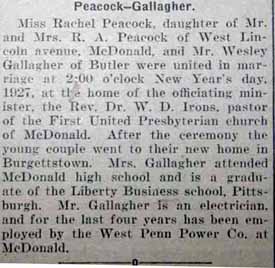 Peacock—Gallagher.
Miss Rachel Peacock, daughter of Mr.
and Mrs. R. A. Peacock of West Lin-
coln avenue, McDonald, and Mr. Wesley
Gallagher of Butler were united in mar-
riage at 2:00 o'clock New Year's day,
1927, at the home of the officiating min-
ister, the Rev. Dr. W. D. Irons, pastor
of the First United Presbyterian church
of McDonald. After the ceremony the
young couple went to their new home in
Burgettstown. Mrs. Gallagher attended
McDonald high school and is a gradu-
ate of the Liberty Business school, Pitts-
burgh. Mr. Gallagher is an electrician,
and for the last four years has been em-
ployed by the West Penn Power Co. at
McDonald.